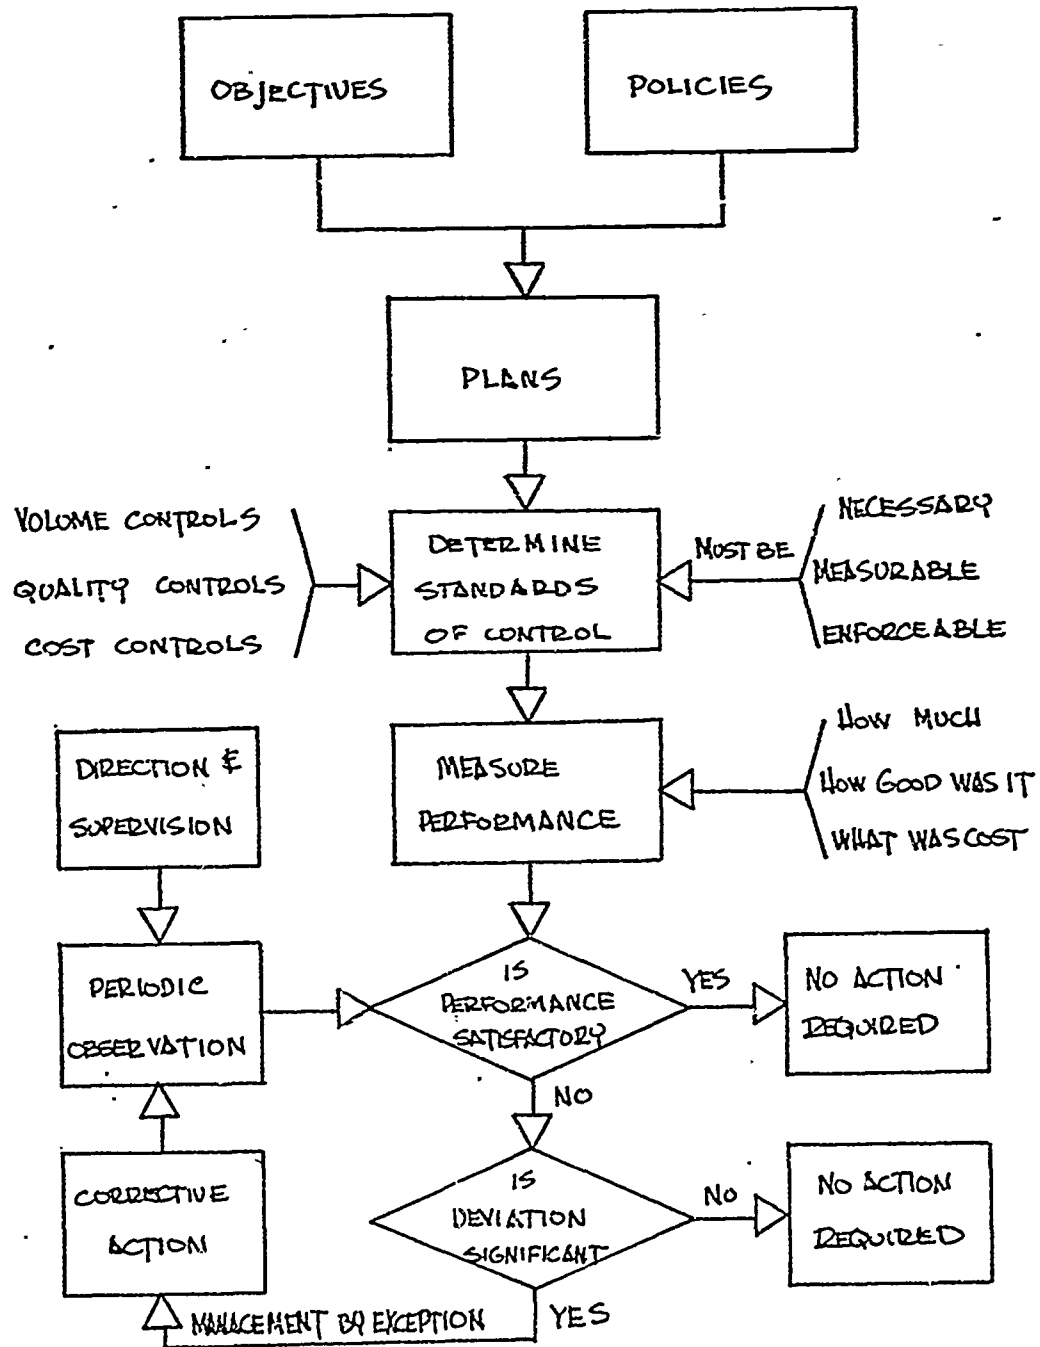 OBJECTIVES
POLICIES
PLANS
VOLUME CONTROLS
QUALITY CONTROLS
COST CONTROLS
DETERMINE
STANDARDS
OF CONTROL
MUST BE
NECESSARY
MEASURABLE
ENFORCEABLE
DIRECTION &
SUPERVISION
MEASURE
PERFORMANCE
HOW MUCH
HOW GOOD WAS IT
WHAT WAS COST
PERIODIC
OBSERVATION
IS
PERFORMANCE
SATISFACTORY
YES
NO ACTION
REQUIRED
NO
CORRECTIVE
ACTION
IS
DEVIATION
SIGNIFICANT
NO
NO ACTION
REQUIRED
MANAGEMENT BY EXCEPTION
YES